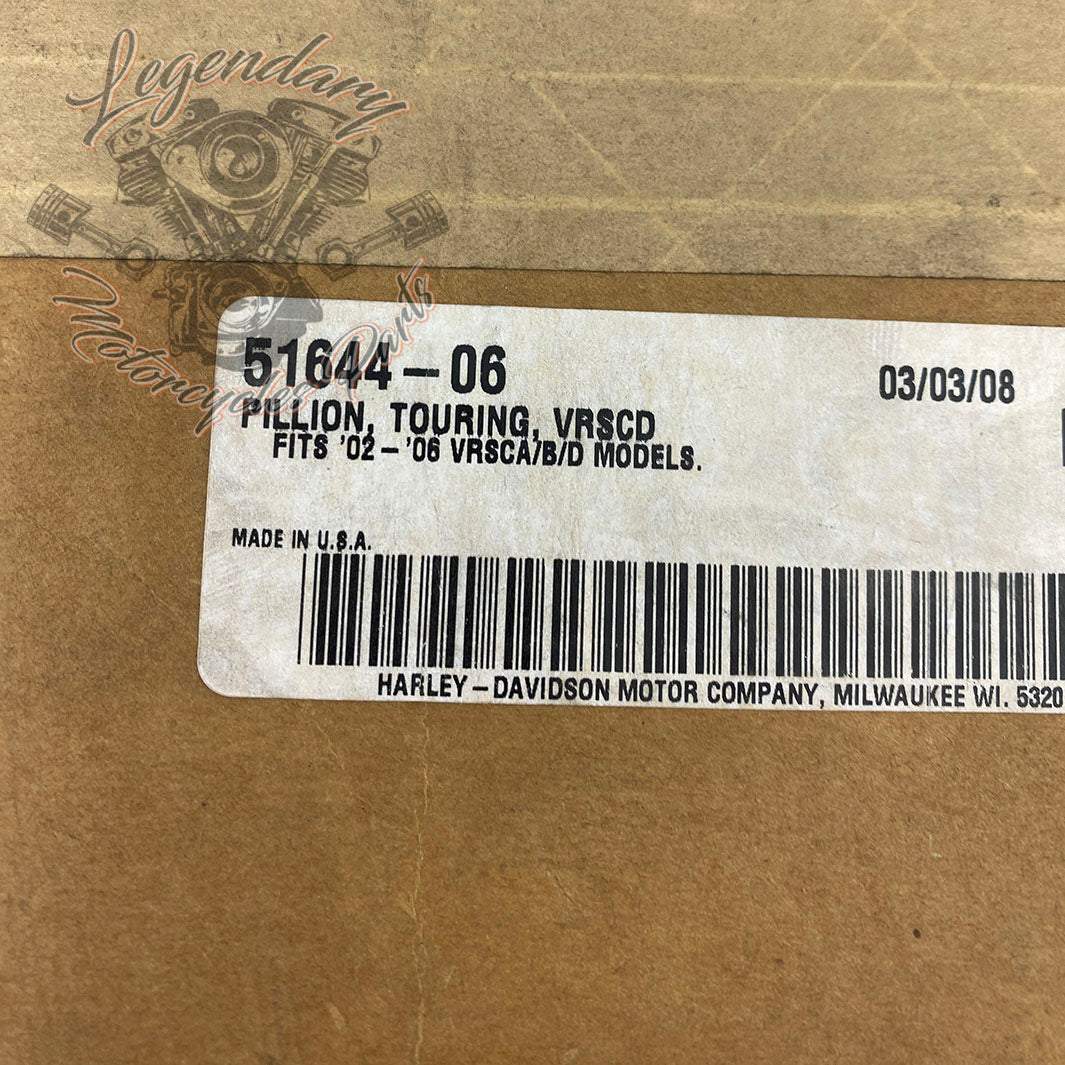 Legendary
Motorcycles Parts
51644-06
03/03/08
PILLION, TOURING, VRSCD
FITS '02-'06 VRSCA/B/D MODELS.
MADE IN U.S.A.
HARLEY-DAVIDSON MOTOR COMPANY, MILWAUKEE WI. 5320